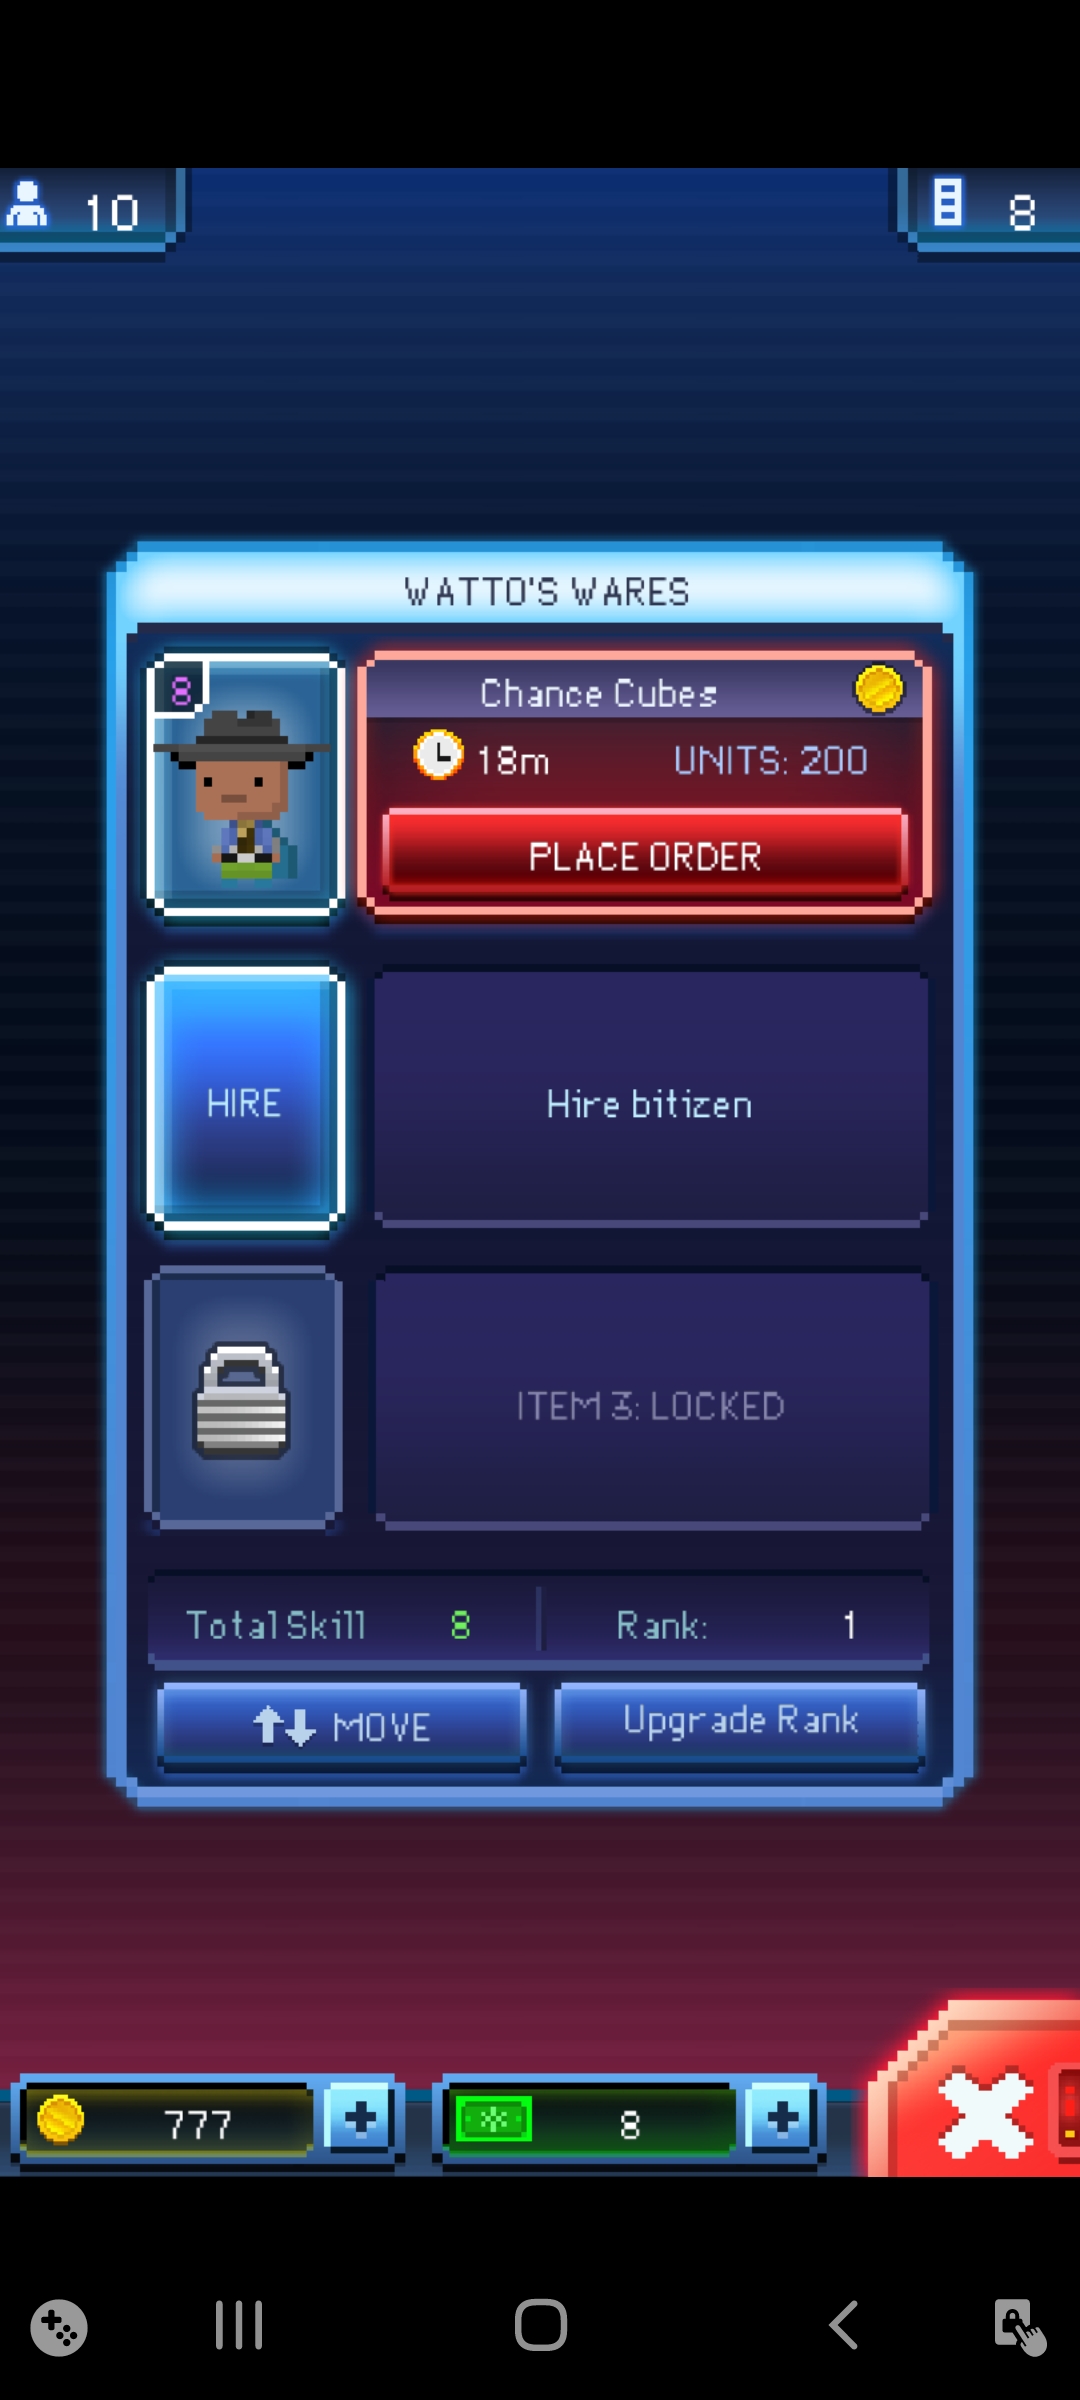 10
8
WATTO'S WARES
8
Chance Cubes
18m UNITS: 200
PLACE ORDER
HIRE
Hire bitizen
ITEM 3: LOCKED
Total Skill 8 Rank: 1
MOVE Upgrade Rank
777 8